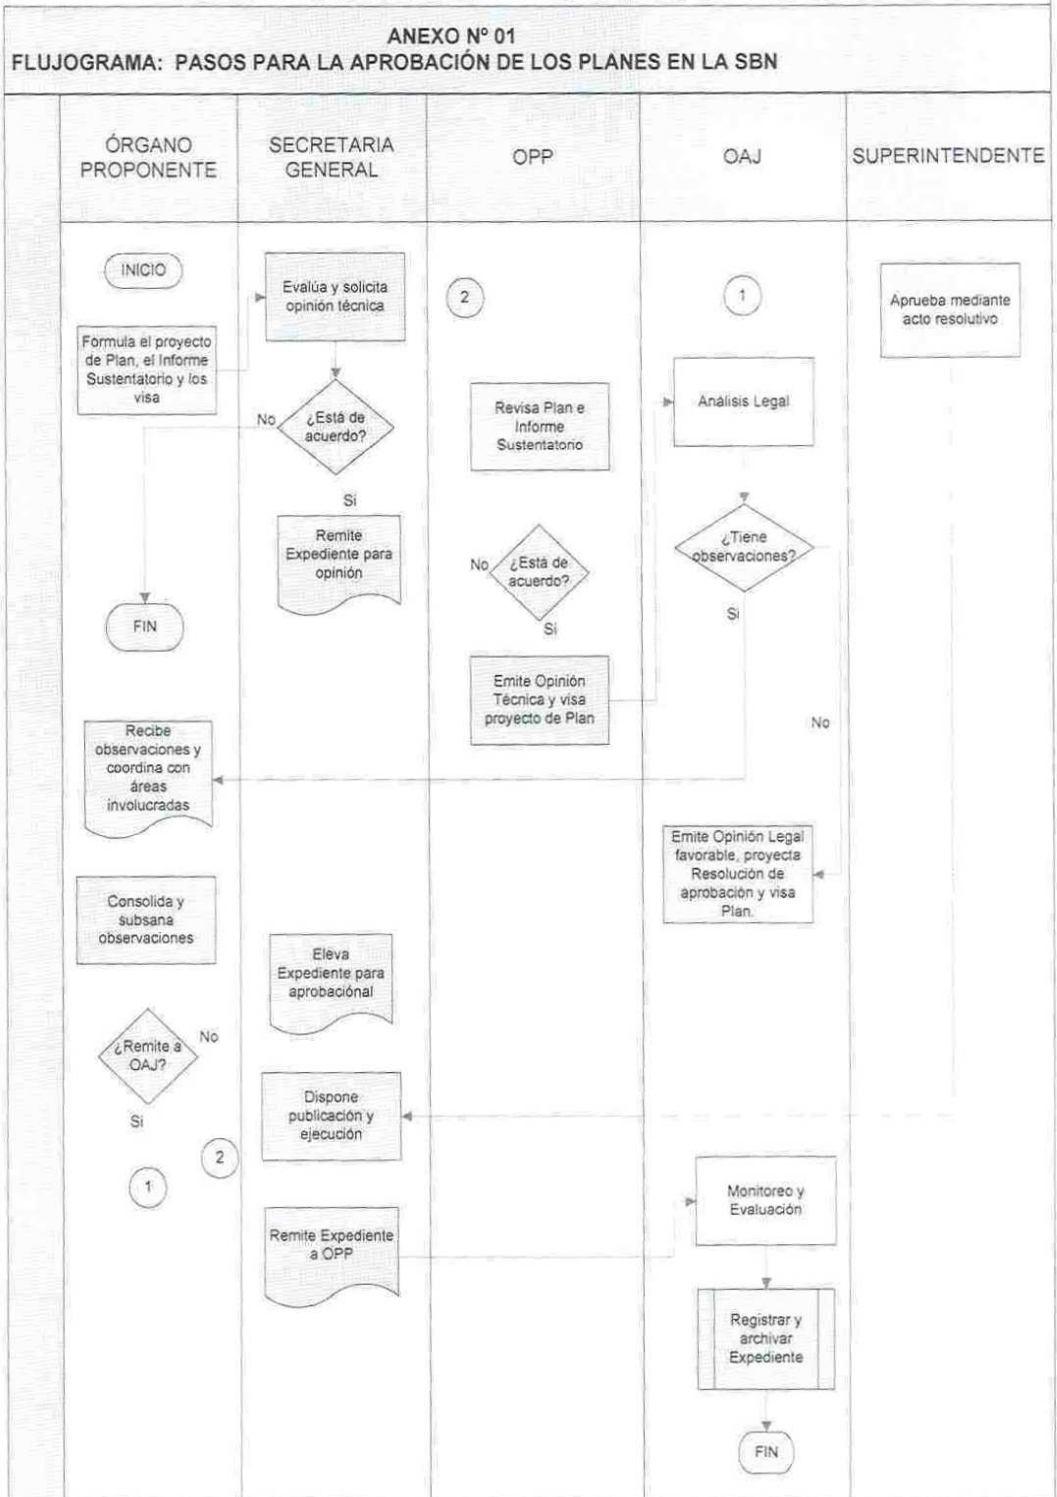 ANEXO Nº 01
FLUJOGRAMA: PASOS PARA LA APROBACIÓN DE LOS PLANES EN LA SBN
ÓRGANO
PROPONENTE
SECRETARIA
GENERAL
OPP
OAJ
SUPERINTENDENTE
INICIO
Formula el proyecto
de Plan, el Informe
Sustentatorio y los
visa
No
FIN
Recibe
observaciones y
coordina con
áreas
involucradas
Consolida y
subsana
observaciones
¿Remite a
OAJ?
No
Si
2
1
Evalúa y solicita
opinión técnica
¿Está de
acuerdo?
Si
Remite
Expediente para
opinión
Eleva
Expediente para
aprobaciónal
Dispone
publicación y
ejecución
Remite Expediente
a OPP
2
Revisa Plan e
Informe
Sustentatorio
No
¿Está de
acuerdo?
Si
Emite Opinión
Técnica y visa
proyecto de Plan
1
Análisis Legal
¿Tiene
observaciones?
Si
No
Emite Opinión Legal
favorable, proyecta
Resolución de
aprobación y visa
Plan.
Monitoreo y
Evaluación
Registrar y
archivar
Expediente
FIN
Aprueba mediante
acto resolutivo